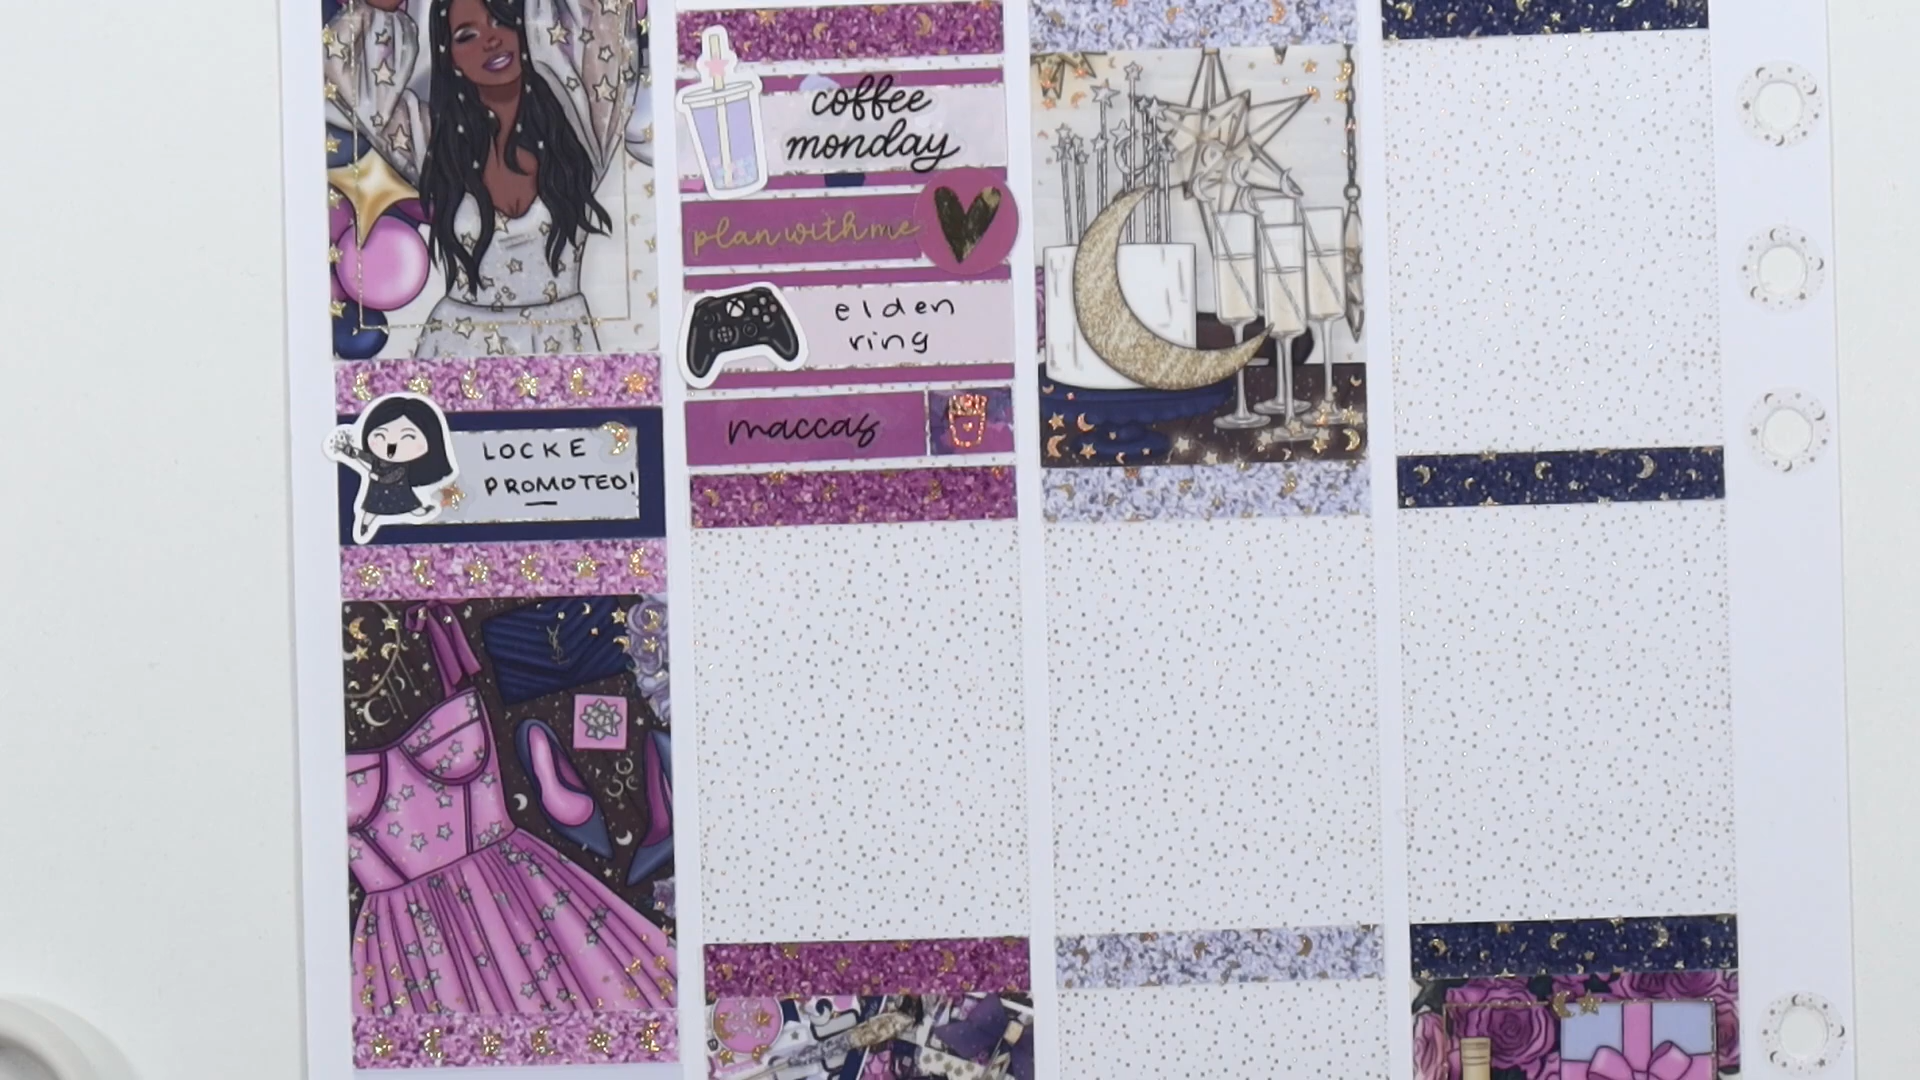 LOCKE
PROMOTED!
coffee
monday
plan with me
elden
ring
maccas